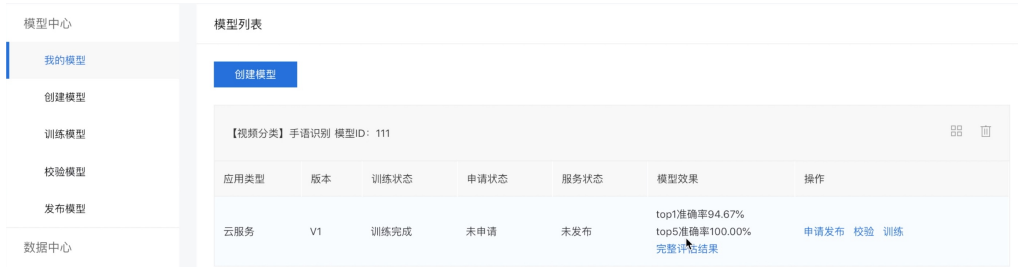 模型中心
我的模型
创建模型
训练模型
校验模型
发布模型
数据中心
模型列表
创建模型
【视频分类】手语识别 模型ID: 111
应用类型 版本 训练状态 申请状态 服务状态 模型效果 操作
top1准确率94.67%
云服务 V1 训练完成 未申请 未发布 top5准确率100.00% 申请发布 校验 训练
完整评估结果